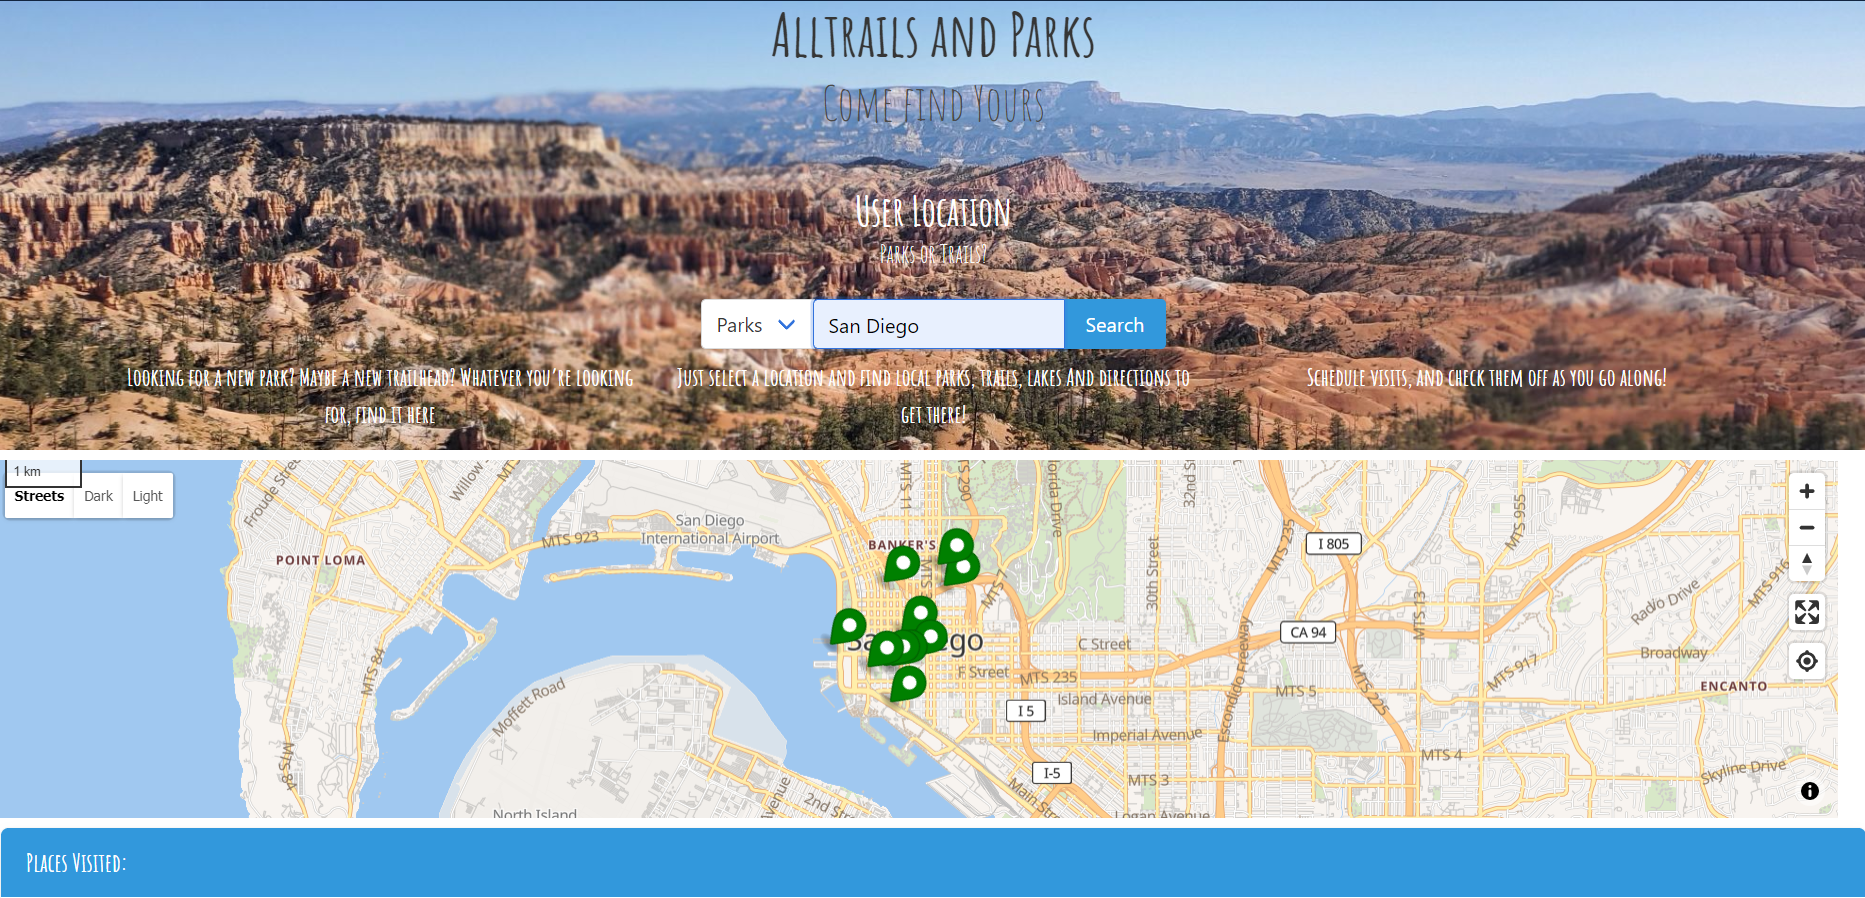 Alltrails and Parks
Come find Yours
User Location
Parks or Trails?
Parks
San Diego
Search
Looking for a new park? Maybe a new trailhead? Whatever you're looking
for, find it here
Just select a location and find local parks, trails, lakes And directions to
get there!
Schedule visits, and check them off as you go along!
1 km
Streets
Dark
Light
Froude Stre
Willow
MTS 11
MTS 290
Florida Drive
32nd S
MTS 955
MTS 923
San Diego
International Airport
BANKER'S
MTS
MTS 7
30th Street
MTS 235
I 805
POINT LOMA
MTS 13
Radio Drive
MTS 916
CA 94
C Street
Broadway
MTS 84
F Street
MTS 235
MTS 5
MTS 225
MTS 917
ENCANTO
Moffett Road
I 5
Island Avenue
Escondido Freeway
Imperial Avenue
MTS 84
MTS 4
I-5
MTS 3
Skyline Drive
Main Str
2nd Str
Avenue
North Island
Logan Avenue
Places Visited: